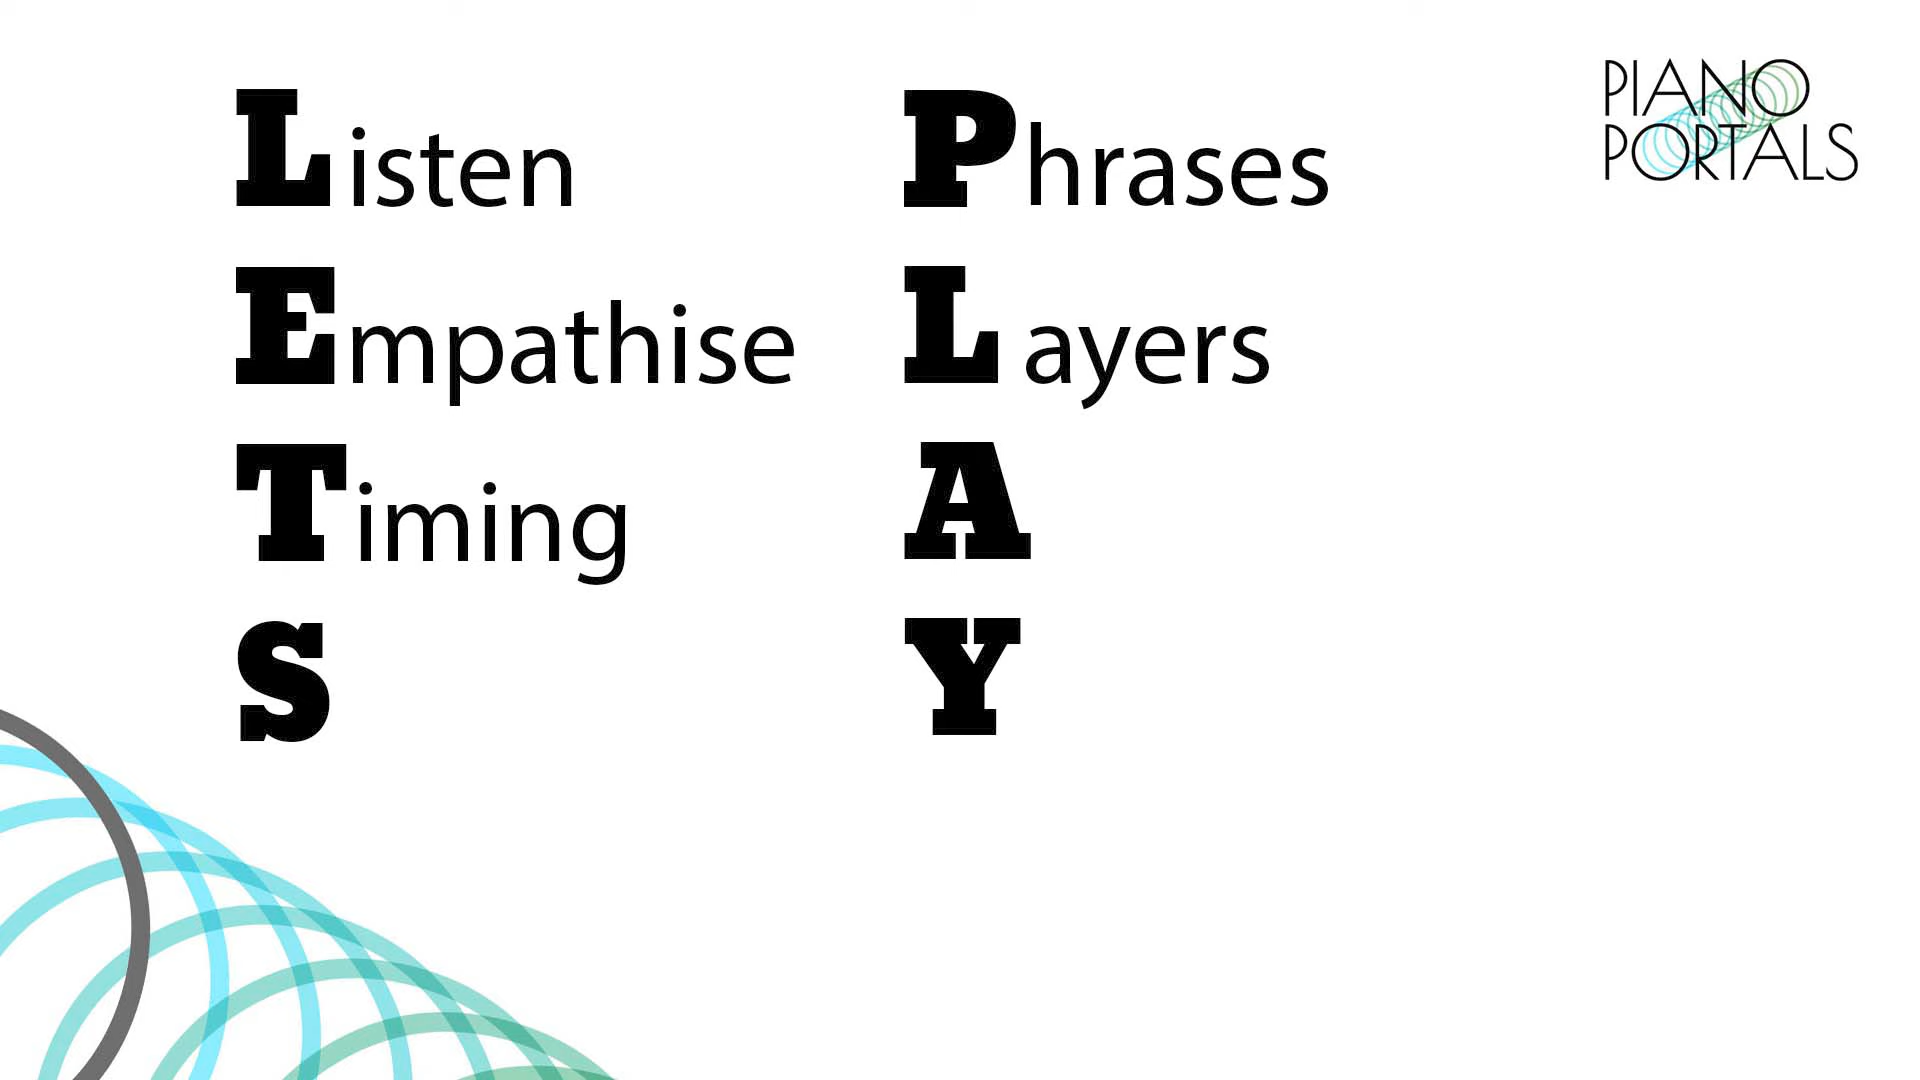 Listen
Empathise
Timing
S
Phrases
Layers
A
Y
PIANO
PORTALS